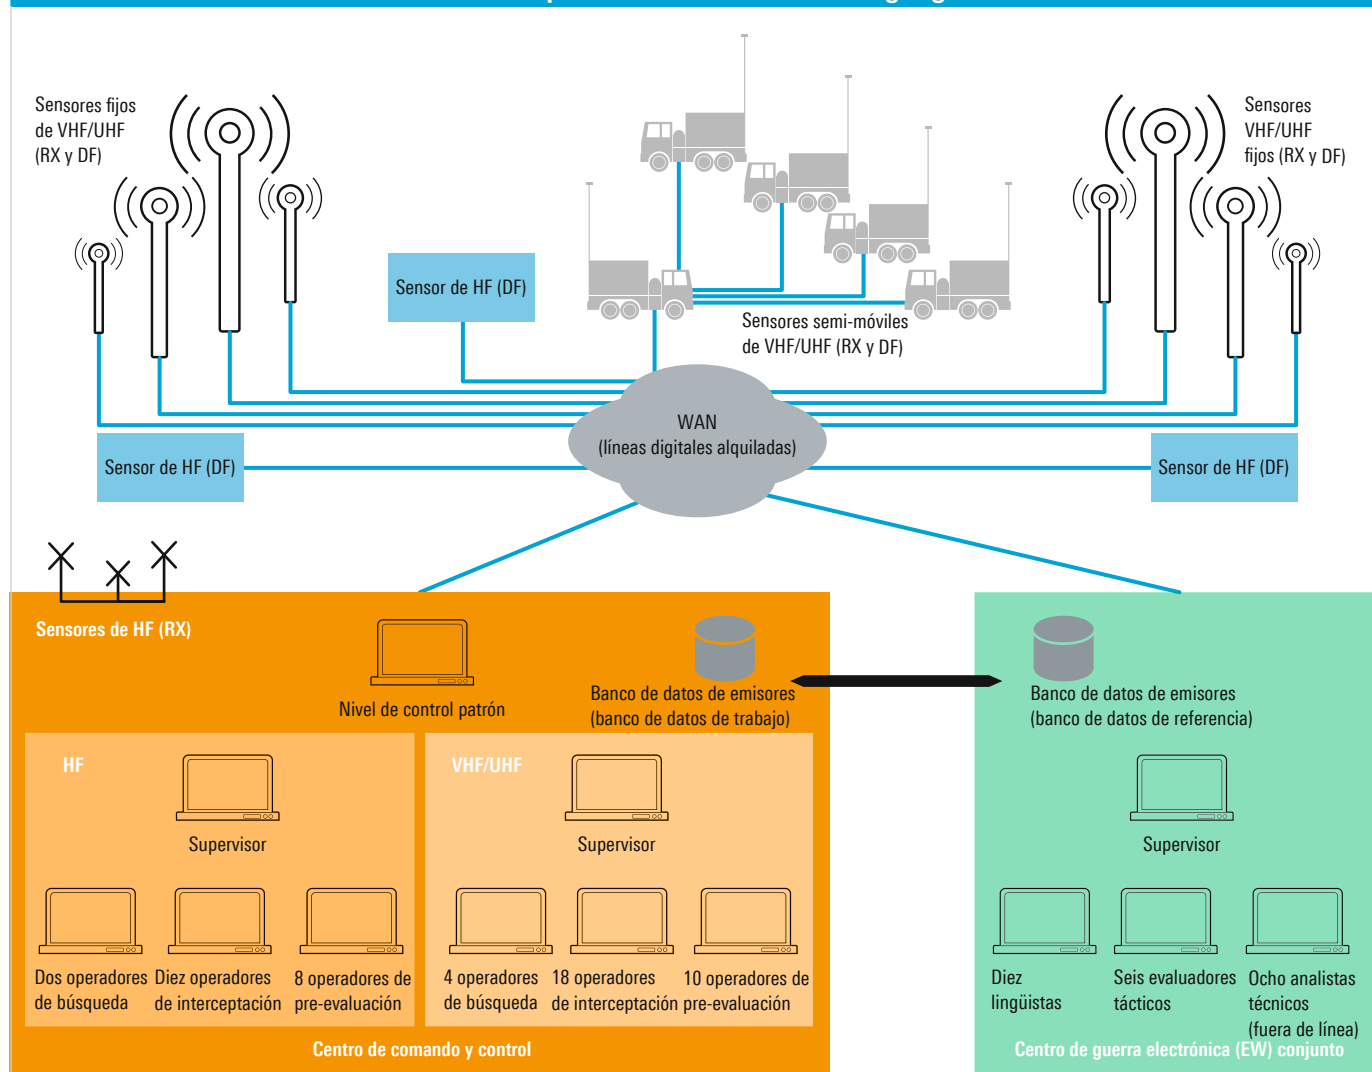 Sensores fijos
de VHF/UHF
(RX y DF)
Sensores
VHF/UHF
fijos (RX y DF)
Sensor de HF (DF)
Sensores semi-móviles
de VHF/UHF (RX y DF)
WAN
(líneas digitales alquiladas)
Sensor de HF (DF)
Sensor de HF (DF)
Sensores de HF (RX)
Nivel de control patrón
Banco de datos de emisores
(banco de datos de trabajo)
Banco de datos de emisores
(banco de datos de referencia)
HF
Supervisor
VHF/UHF
Supervisor
Supervisor
Dos operadores
de búsqueda
Diez operadores
de interceptación
8 operadores de
pre-evaluación
4 operadores
de búsqueda
18 operadores
de interceptación
10 operadores de
pre-evaluación
Diez
lingüistas
Seis evaluadores
tácticos
Ocho analistas
técnicos
(fuera de línea)
Centro de comando y control
Centro de guerra electrónica (EW) conjunto